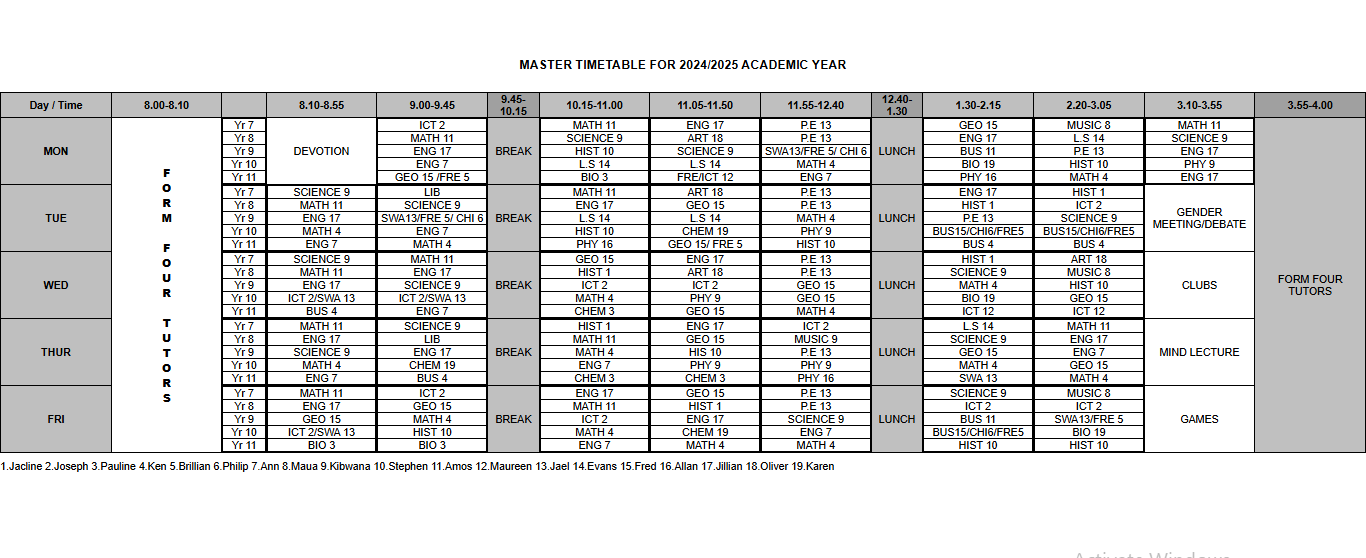 MASTER TIMETABLE FOR 2024/2025 ACADEMIC YEAR
Day / Time 8.00-8.10 8.10-8.55 9.00-9.45 9.45-10.15 10.15-11.00 11.05-11.50 11.55-12.40 12.40-1.30 1.30-2.15 2.20-3.05 3.10-3.55 3.55-4.00
FORM FOUR TUTORS
MON DEVOTION BREAK LUNCH
Yr 7 ICT 2 MATH 11 ENG 17 P.E 13 GEO 15 MUSIC 8 MATH 11
Yr 8 MATH 11 SCIENCE 9 ART 18 P.E 13 ENG 17 L.S 14 SCIENCE 9
Yr 9 ENG 17 HIST 10 SCIENCE 9 SWA13/FRE 5/ CHI 6 BUS 11 P.E 13 ENG 17
Yr 10 ENG 7 L.S 14 L.S 14 MATH 4 BIO 19 HIST 10 PHY 9
Yr 11 GEO 15 /FRE 5 BIO 3 FRE/ICT 12 ENG 7 PHY 16 MATH 4 ENG 17
TUE BREAK LUNCH GENDER MEETING/DEBATE
Yr 7 SCIENCE 9 LIB MATH 11 ART 18 P.E 13 ENG 17 HIST 1
Yr 8 MATH 11 SCIENCE 9 ENG 17 GEO 15 P.E 13 HIST 1 ICT 2
Yr 9 ENG 17 SWA13/FRE 5/ CHI 6 L.S 14 L.S 14 MATH 4 P.E 13 SCIENCE 9
Yr 10 MATH 4 ENG 7 HIST 10 CHEM 19 PHY 9 BUS15/CHI6/FRE5 BUS15/CHI6/FRE5
Yr 11 ENG 7 MATH 4 PHY 16 GEO 15/ FRE 5 HIST 10 BUS 4 BUS 4
WED BREAK LUNCH CLUBS
Yr 7 SCIENCE 9 MATH 11 GEO 15 ENG 17 P.E 13 HIST 1 ART 18
Yr 8 MATH 11 ENG 17 HIST 1 ART 18 P.E 13 SCIENCE 9 MUSIC 8
Yr 9 ENG 17 SCIENCE 9 ICT 2 ICT 2 GEO 15 MATH 4 HIST 10
Yr 10 ICT 2/SWA 13 ICT 2/SWA 13 MATH 4 PHY 9 GEO 15 BIO 19 GEO 15
Yr 11 BUS 4 ENG 7 CHEM 3 GEO 15 MATH 4 ICT 12 ICT 12
FORM FOUR TUTORS
THUR BREAK LUNCH MIND LECTURE
Yr 7 MATH 11 SCIENCE 9 HIST 1 ENG 17 ICT 2 L.S 14 MATH 11
Yr 8 ENG 17 LIB MATH 11 GEO 15 MUSIC 9 SCIENCE 9 ENG 17
Yr 9 SCIENCE 9 ENG 17 MATH 4 HIS 10 P.E 13 GEO 15 ENG 7
Yr 10 MATH 4 CHEM 19 ENG 7 PHY 9 PHY 9 MATH 4 GEO 15
Yr 11 ENG 7 BUS 4 CHEM 3 CHEM 3 PHY 16 SWA 13 MATH 4
FRI BREAK LUNCH GAMES
Yr 7 MATH 11 ICT 2 ENG 17 GEO 15 P.E 13 SCIENCE 9 MUSIC 8
Yr 8 ENG 17 GEO 15 MATH 11 HIST 1 P.E 13 ICT 2 ICT 2
Yr 9 GEO 15 MATH 4 ICT 2 ENG 17 SCIENCE 9 BUS 11 SWA13/FRE 5
Yr 10 ICT 2/SWA 13 HIST 10 MATH 4 CHEM 19 ENG 7 BUS15/CHI6/FRE5 BIO 19
Yr 11 BIO 3 BIO 3 ENG 7 MATH 4 MATH 4 HIST 10 HIST 10
1.Jacline 2.Joseph 3.Pauline 4.Ken 5.Brillian 6.Philip 7.Ann 8.Maua 9.Kibwana 10.Stephen 11.Amos 12.Maureen 13.Jael 14.Evans 15.Fred 16.Allan 17.Jillian 18.Oliver 19.Karen
Activate Windows